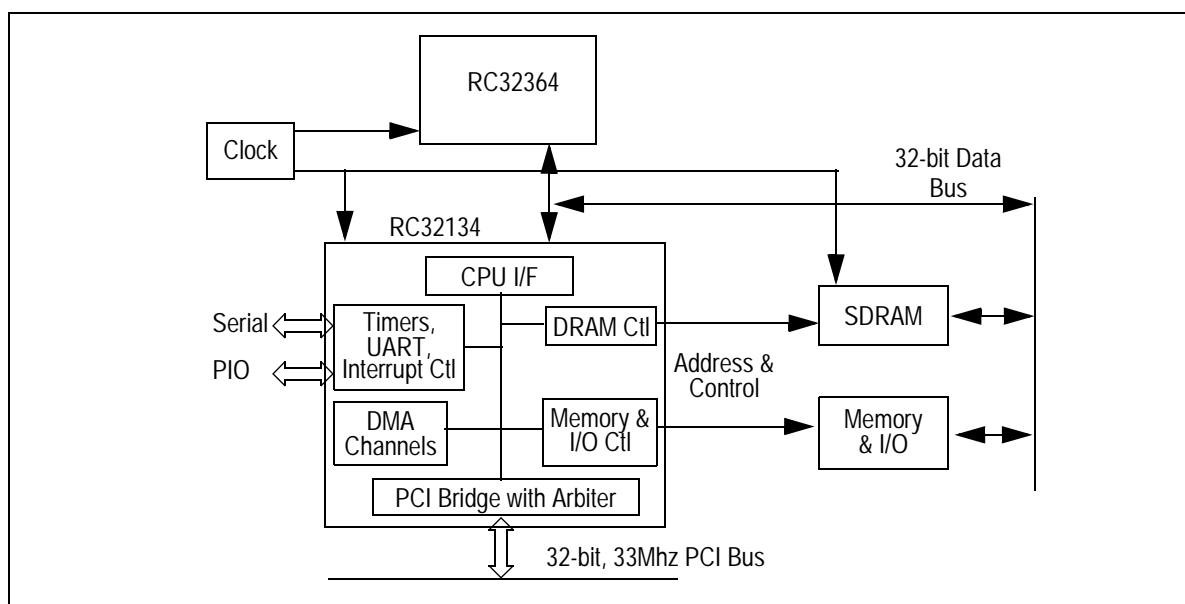 RC32364
Clock
32-bit Data
Bus
RC32134
CPU I/F
Serial
PIO
Timers,
UART,
Interrupt Ctl
DRAM Ctl
SDRAM
Address &
Control
DMA
Channels
Memory &
I/O Ctl
Memory
& I/O
PCI Bridge with Arbiter
32-bit, 33Mhz PCI Bus